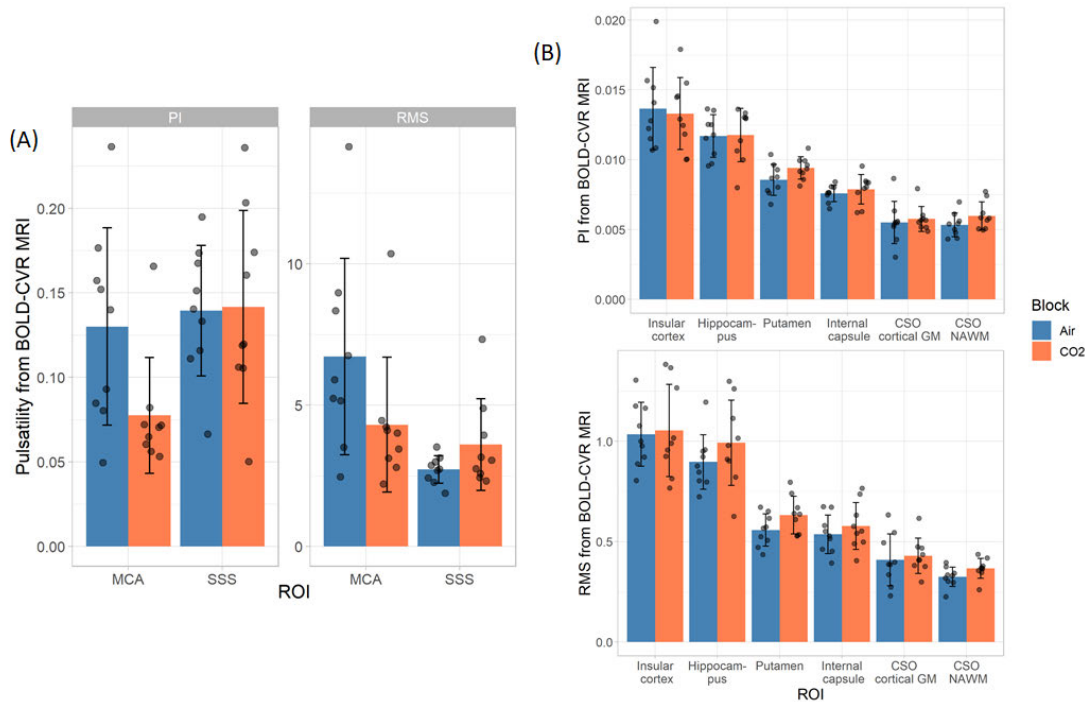 (A)
PI
RMS
Pulsatility from BOLD-CVR MRI
0.20
0.15
0.10
0.05
0.00
10
5
0
MCA
SSS
MCA
SSS
ROI
(B)
PI from BOLD-CVR MRI
0.020
0.015
0.010
0.005
0.000
Insular
cortex
Hippocam-
pus
Putamen
Internal
capsule
CSO
cortical GM
CSO
NAWM
RMS from BOLD-CVR MRI
1.0
0.5
0.0
Insular
cortex
Hippocam-
pus
Putamen
Internal
capsule
CSO
cortical GM
CSO
NAWM
ROI
Block
Air
CO2